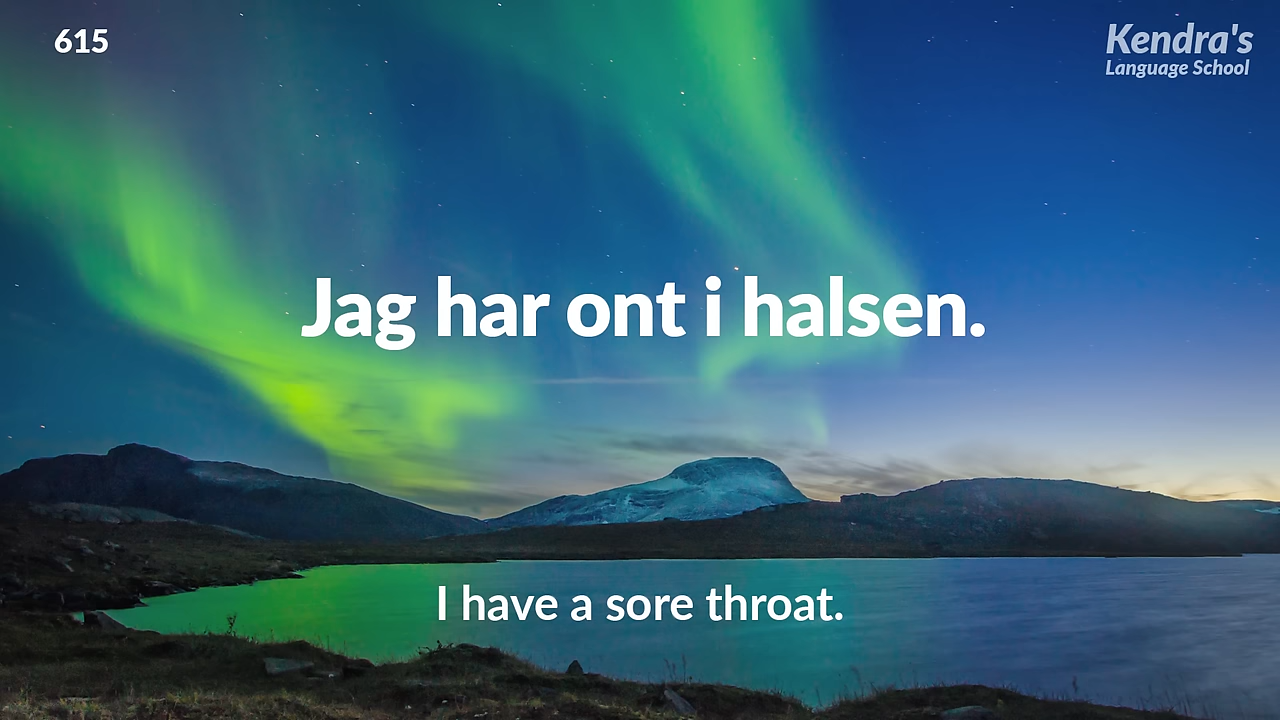 615
Kendra's
Language School
Jag har ont i halsen.
I have a sore throat.